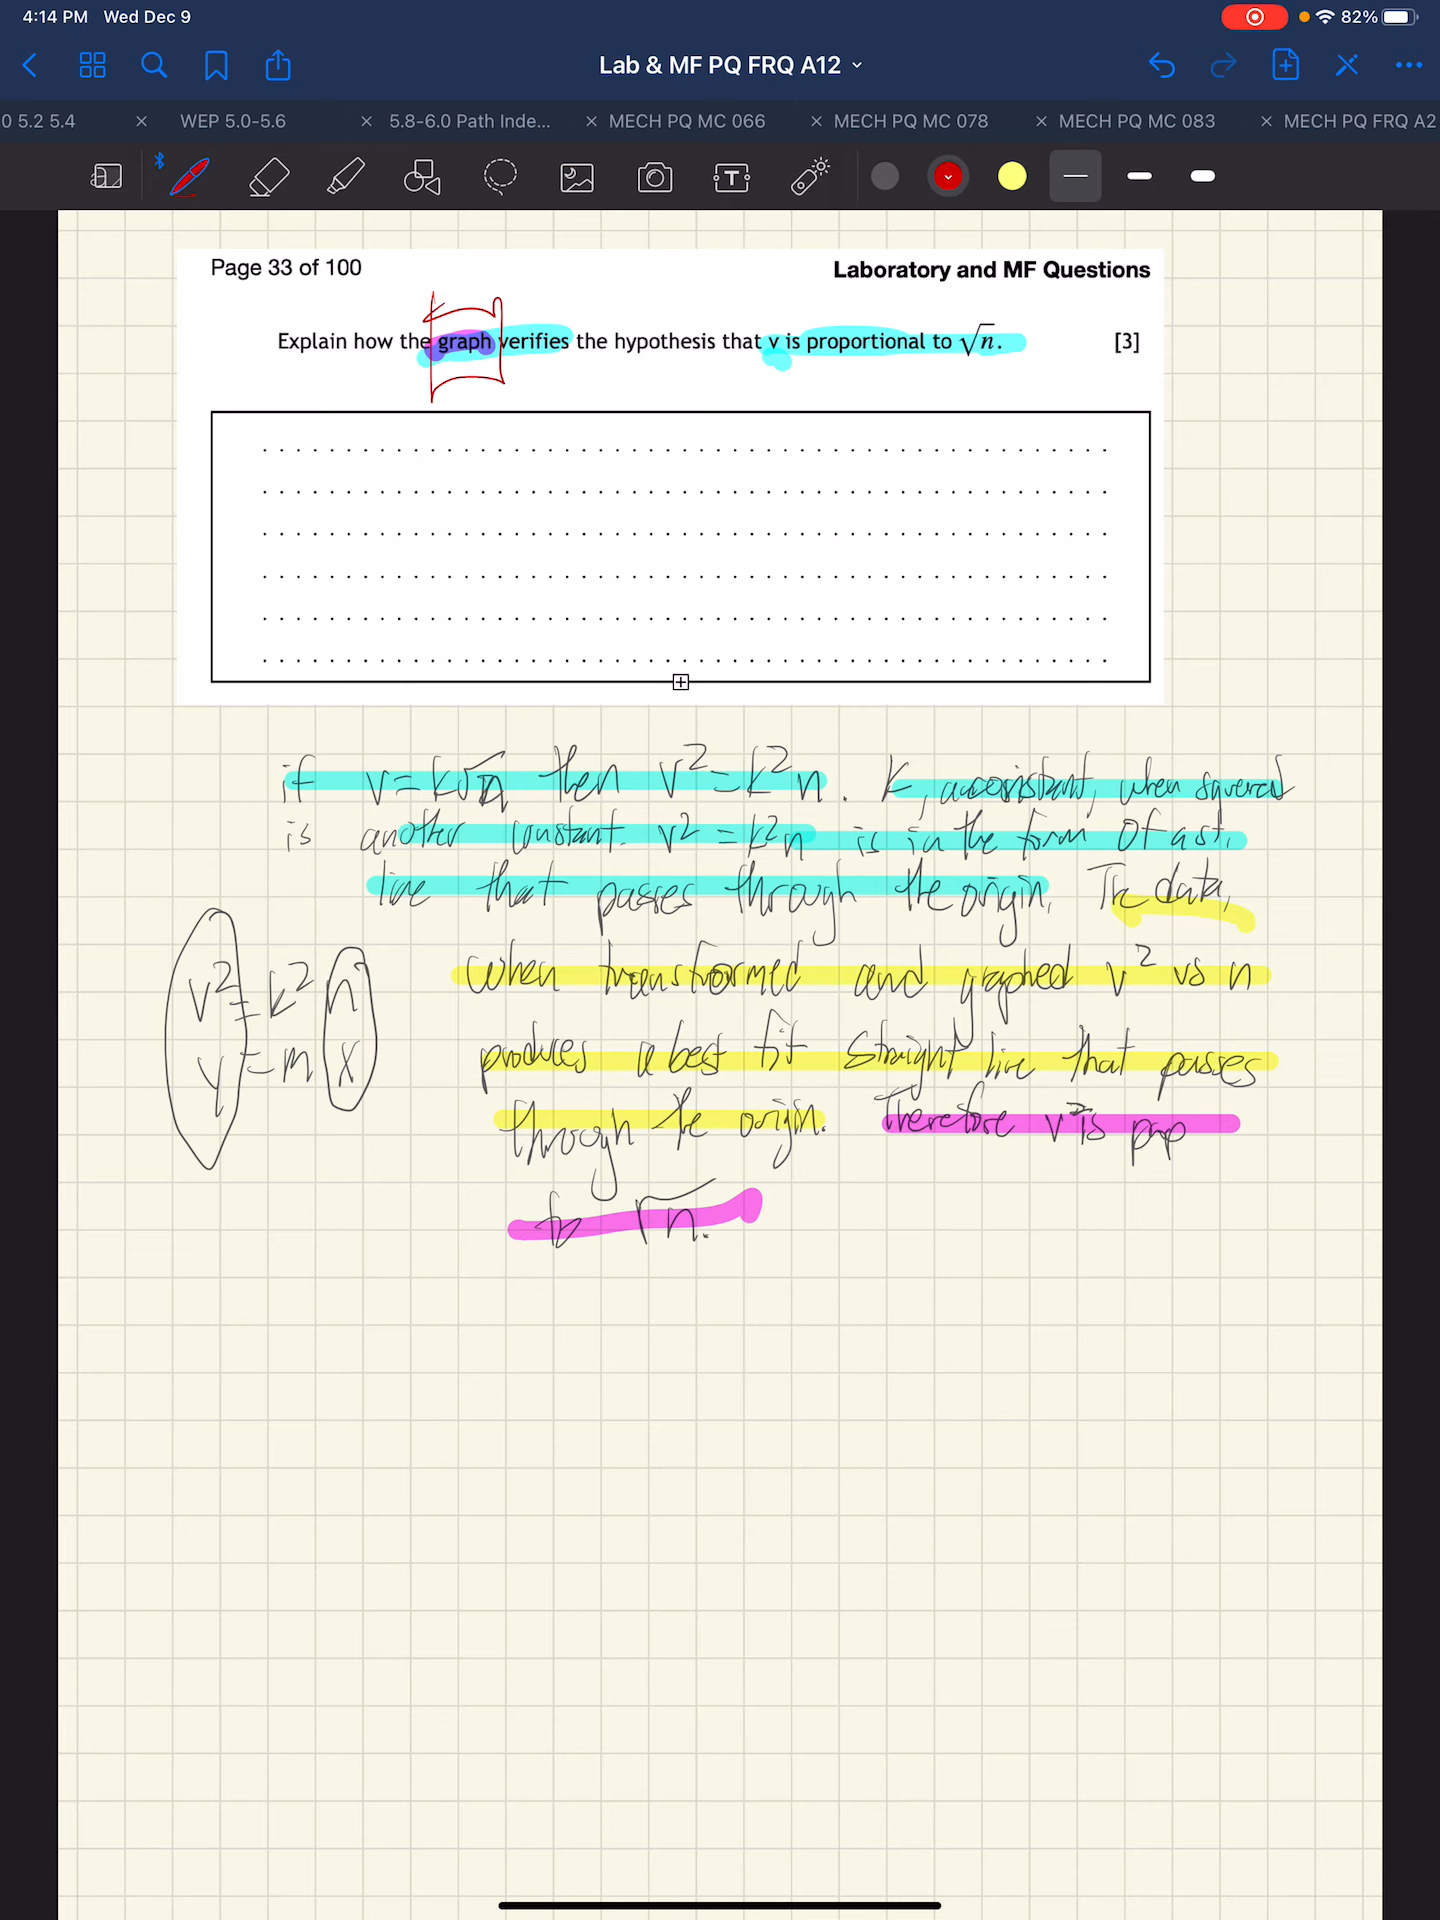 4:14 PM Wed Dec 9
82%
Lab & MF PQ FRQ A12
0 5.2 5.4 × WEP 5.0-5.6 × 5.8-6.0 Path Inde... × MECH PQ MC 066 × MECH PQ MC 078 × MECH PQ MC 083 × MECH PQ FRQ A2
Page 33 of 100
Laboratory and MF Questions
Explain how the graph verifies the hypothesis that v is proportional to √n. [3]
if v = k√n then v² = k²n. K, a constant, when squared
is another constant. v² = k²n is in the form of a st.
line that passes through the origin. The data,
when transformed and graphed v² vs n
produces a best fit straight line that passes
through the origin. Therefore v² is prop
to √n.
v² = k² n
y = m x